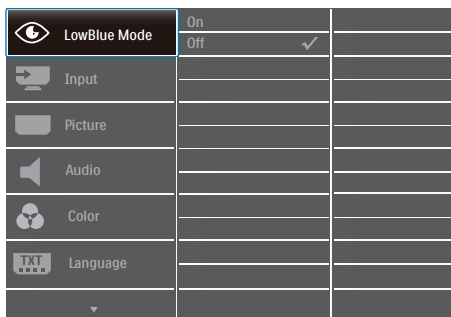 LowBlue Mode
On
Off
Input
Picture
Audio
Color
TXT
Language